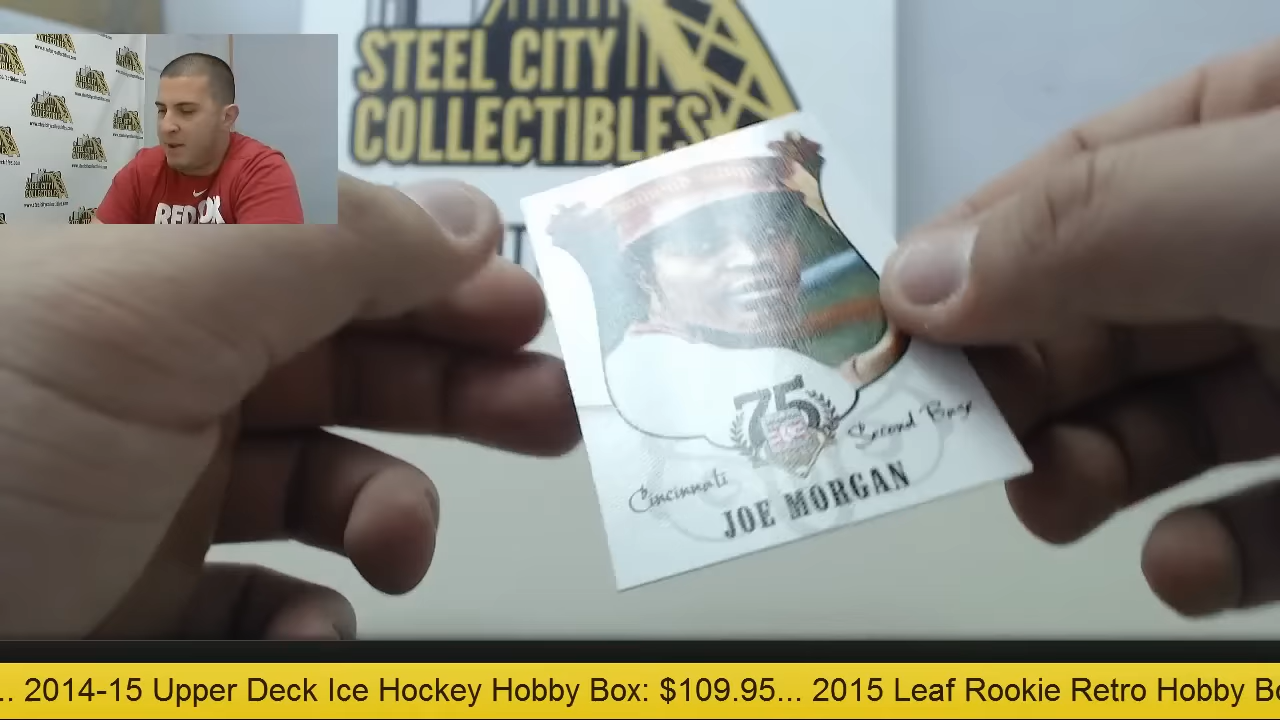 STEEL CITY
COLLECTIBLES
RED
75
Second Base
Cincinnati
JOE MORGAN
... 2014-15 Upper Deck Ice Hockey Hobby Box: $109.95... 2015 Leaf Rookie Retro Hobby Bo